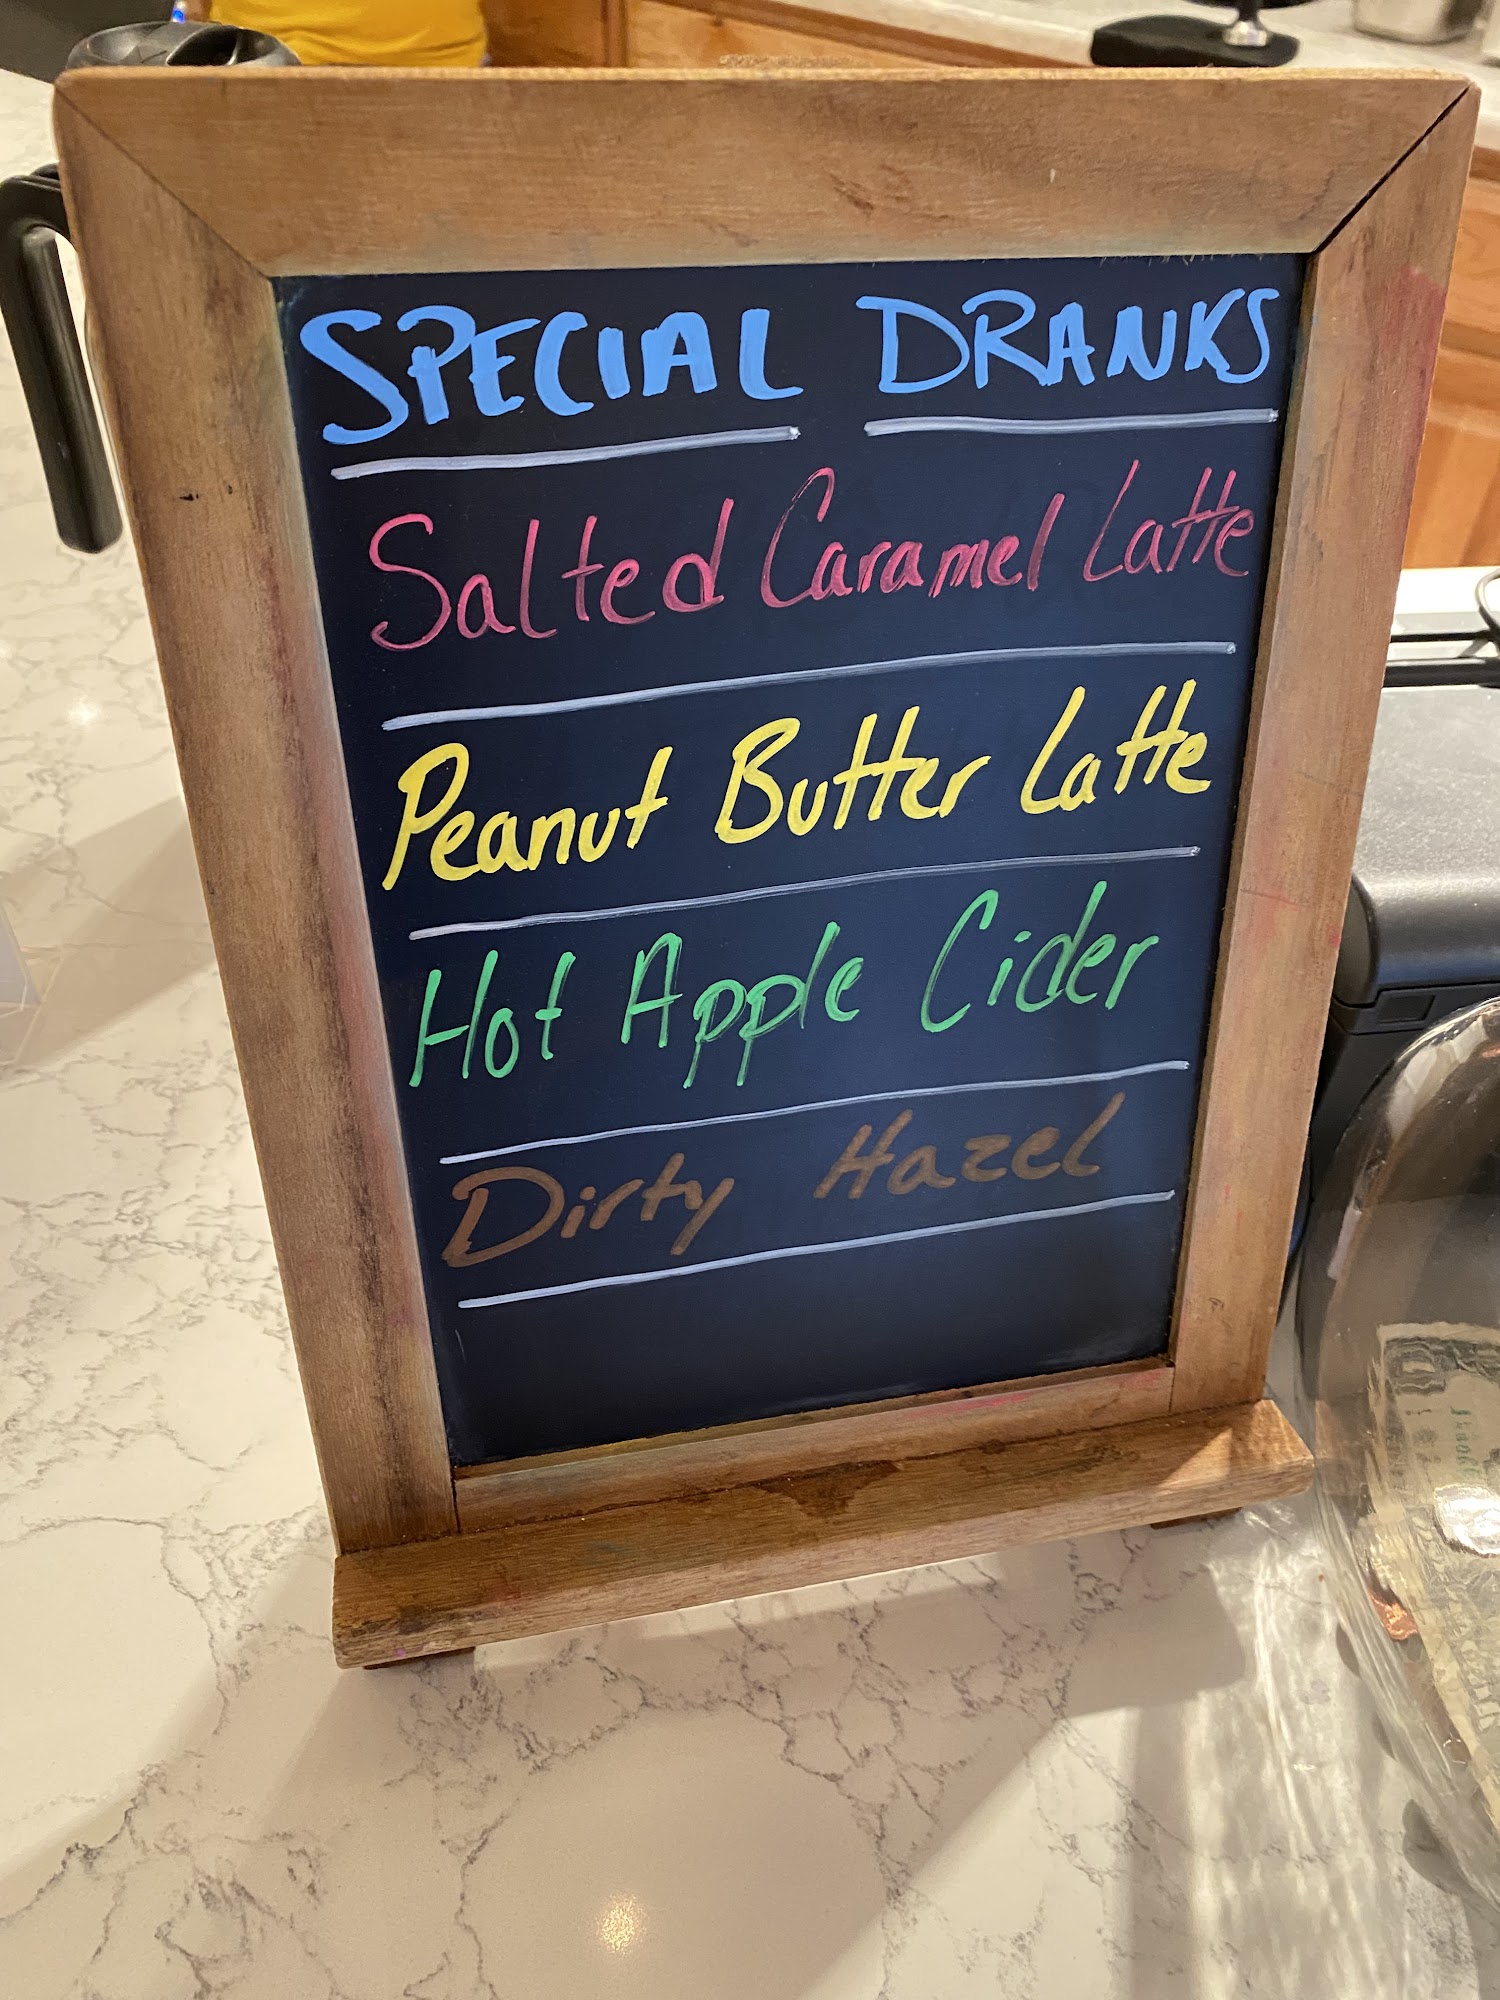 SPECIAL DRANKS
Salted Caramel Latte
Peanut Butter Latte
Hot Apple Cider
Dirty Hazel